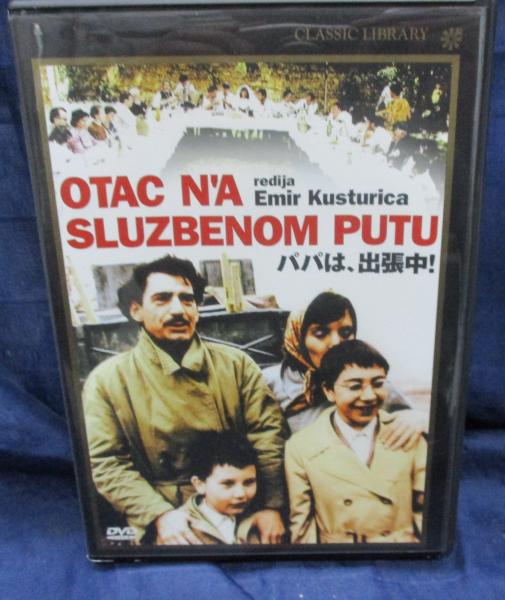 CLASSIC LIBRARY
OTAC N'A
redija
Emir Kusturica
SLUZBENOM PUTU
パパは、出張中!
DVD